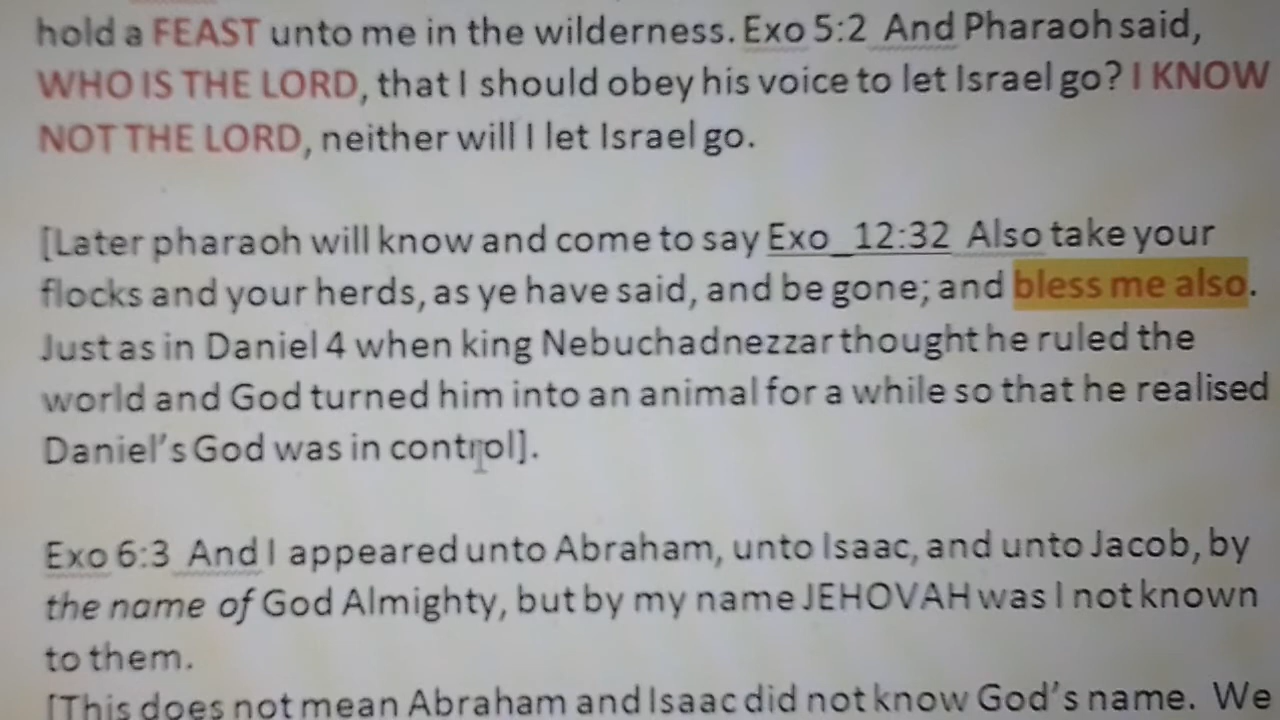 hold a FEAST unto me in the wilderness. Exo 5:2 And Pharaoh said,
WHO IS THE LORD, that I should obey his voice to let Israel go? I KNOW
NOT THE LORD, neither will I let Israel go.
[Later pharaoh will know and come to say Exo_12:32 Also take your
flocks and your herds, as ye have said, and be gone; and bless me also.
Just as in Daniel 4 when king Nebuchadnezzar thought he ruled the
world and God turned him into an animal for a while so that he realised
Daniel's God was in control].
Exo 6:3 And I appeared unto Abraham, unto Isaac, and unto Jacob, by
the name of God Almighty, but by my name JEHOVAH was I not known
to them.
[This does not mean Abraham and Isaac did not know God's name. We